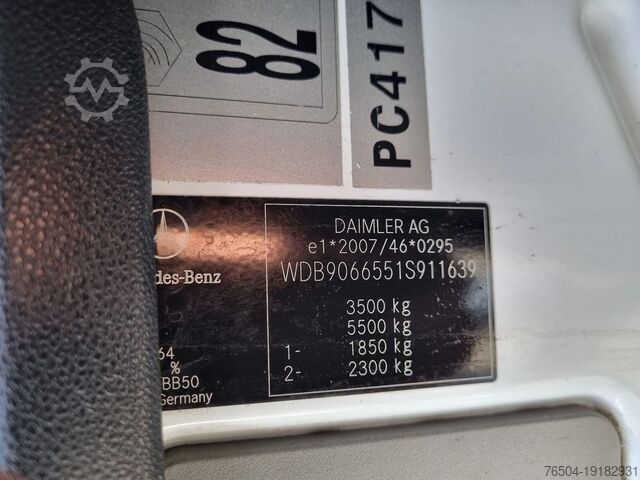 82
PC417
DAIMLER AG
e1*2007/46*0295
WDB9066551S911639
3500 kg
5500 kg
1- 1850 kg
2- 2300 kg
des-Benz
64
%
BB50
Germany
76504-19182931